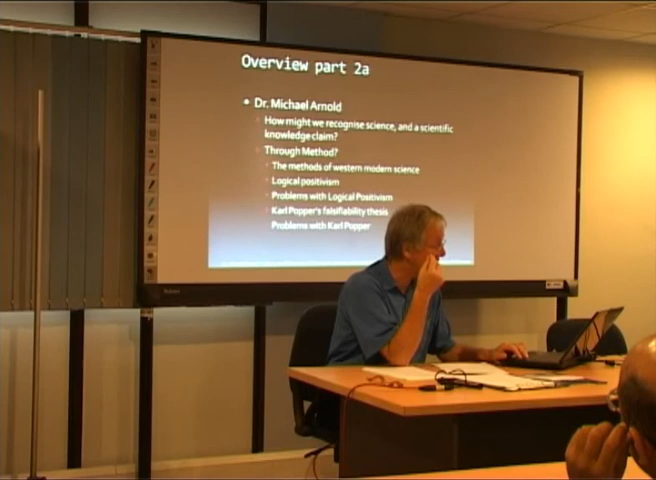 Overview part 2a
• Dr. Michael Arnold
How might we recognise science, and a scientific
knowledge claim?
Through Method?
The methods of western modern science
Logical positivism
Problems with Logical Positivism
Karl Popper's falsifiability thesis
Problems with Karl Popper